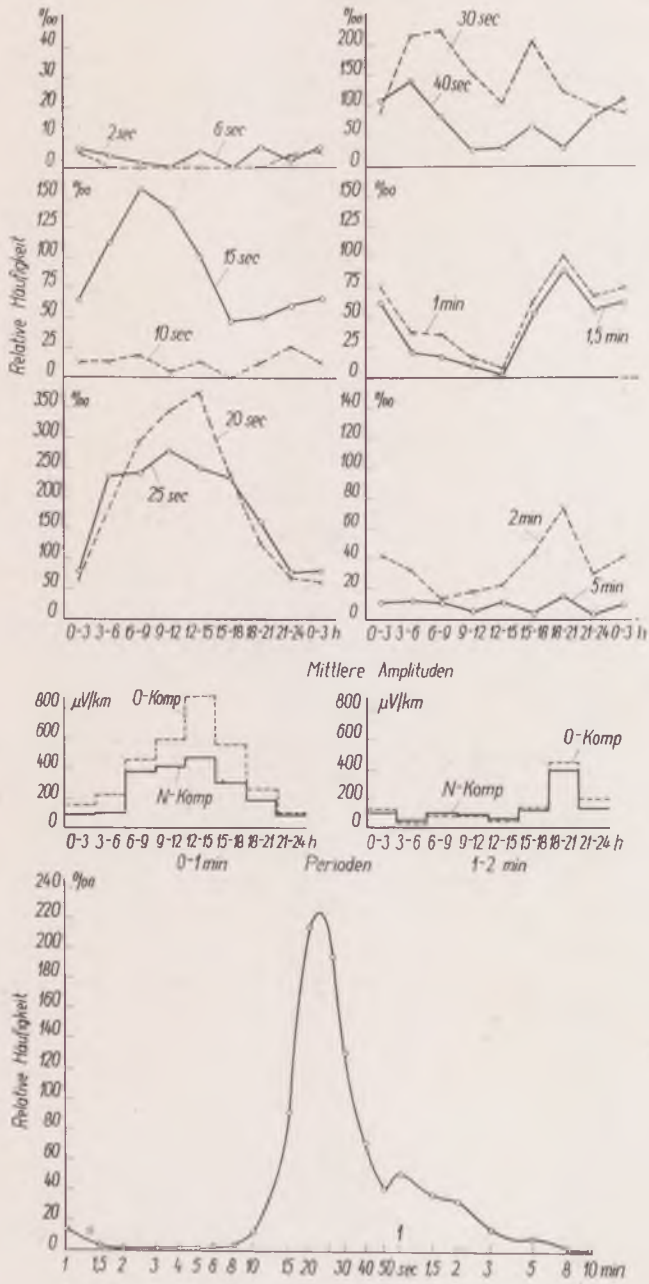 ‰
40
30
20
10
0
2 sec
6 sec
‰
200
150
100
50
0
30 sec
40 sec
Relative Häufigkeit
‰
150
125
100
75
50
25
0
15 sec
10 sec
‰
150
125
100
75
50
25
0
1 min
1,5 min
‰
350
300
250
200
150
100
50
0
20 sec
25 sec
0-3 3-6 6-9 9-12 12-15 15-18 18-21 21-24 0-3 h
‰
140
120
100
80
60
40
20
0
2 min
5 min
0-3 3-6 6-9 9-12 12-15 15-18 18-21 21-24 0-3 h
Mittlere Amplituden
800 µV/km
600
400
200
0
O-Komp
N-Komp
0-3 3-6 6-9 9-12 12-15 15-18 18-21 21-24 h
800 µV/km
600
400
200
0
O-Komp
N-Komp
0-3 3-6 6-9 9-12 12-15 15-18 18-21 21-24 h
0-1 min Perioden 1-2 min
240 ‰
220
200
180
160
140
120
100
80
60
40
20
0
Relative Häufigkeit
1
1 1,5 2 3 4 5 6 8 10 15 20 30 40 50 sec 1,5 2 3 5 8 10 min